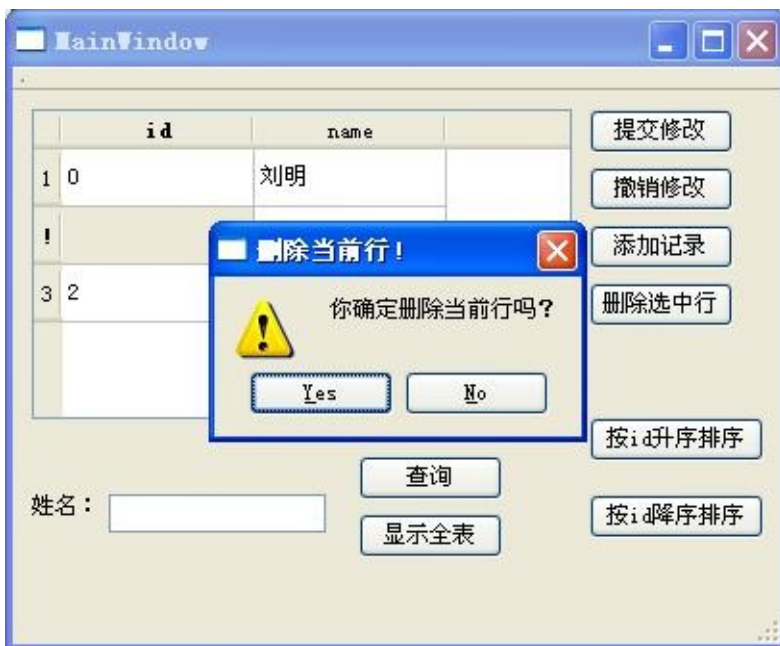 MainWindow
id name
1 0 刘明
!
3 2
提交修改
撤销修改
添加记录
删除选中行
删除当前行!
你确定删除当前行吗?
Yes No
按id升序排序
查询
姓名:
按id降序排序
显示全表